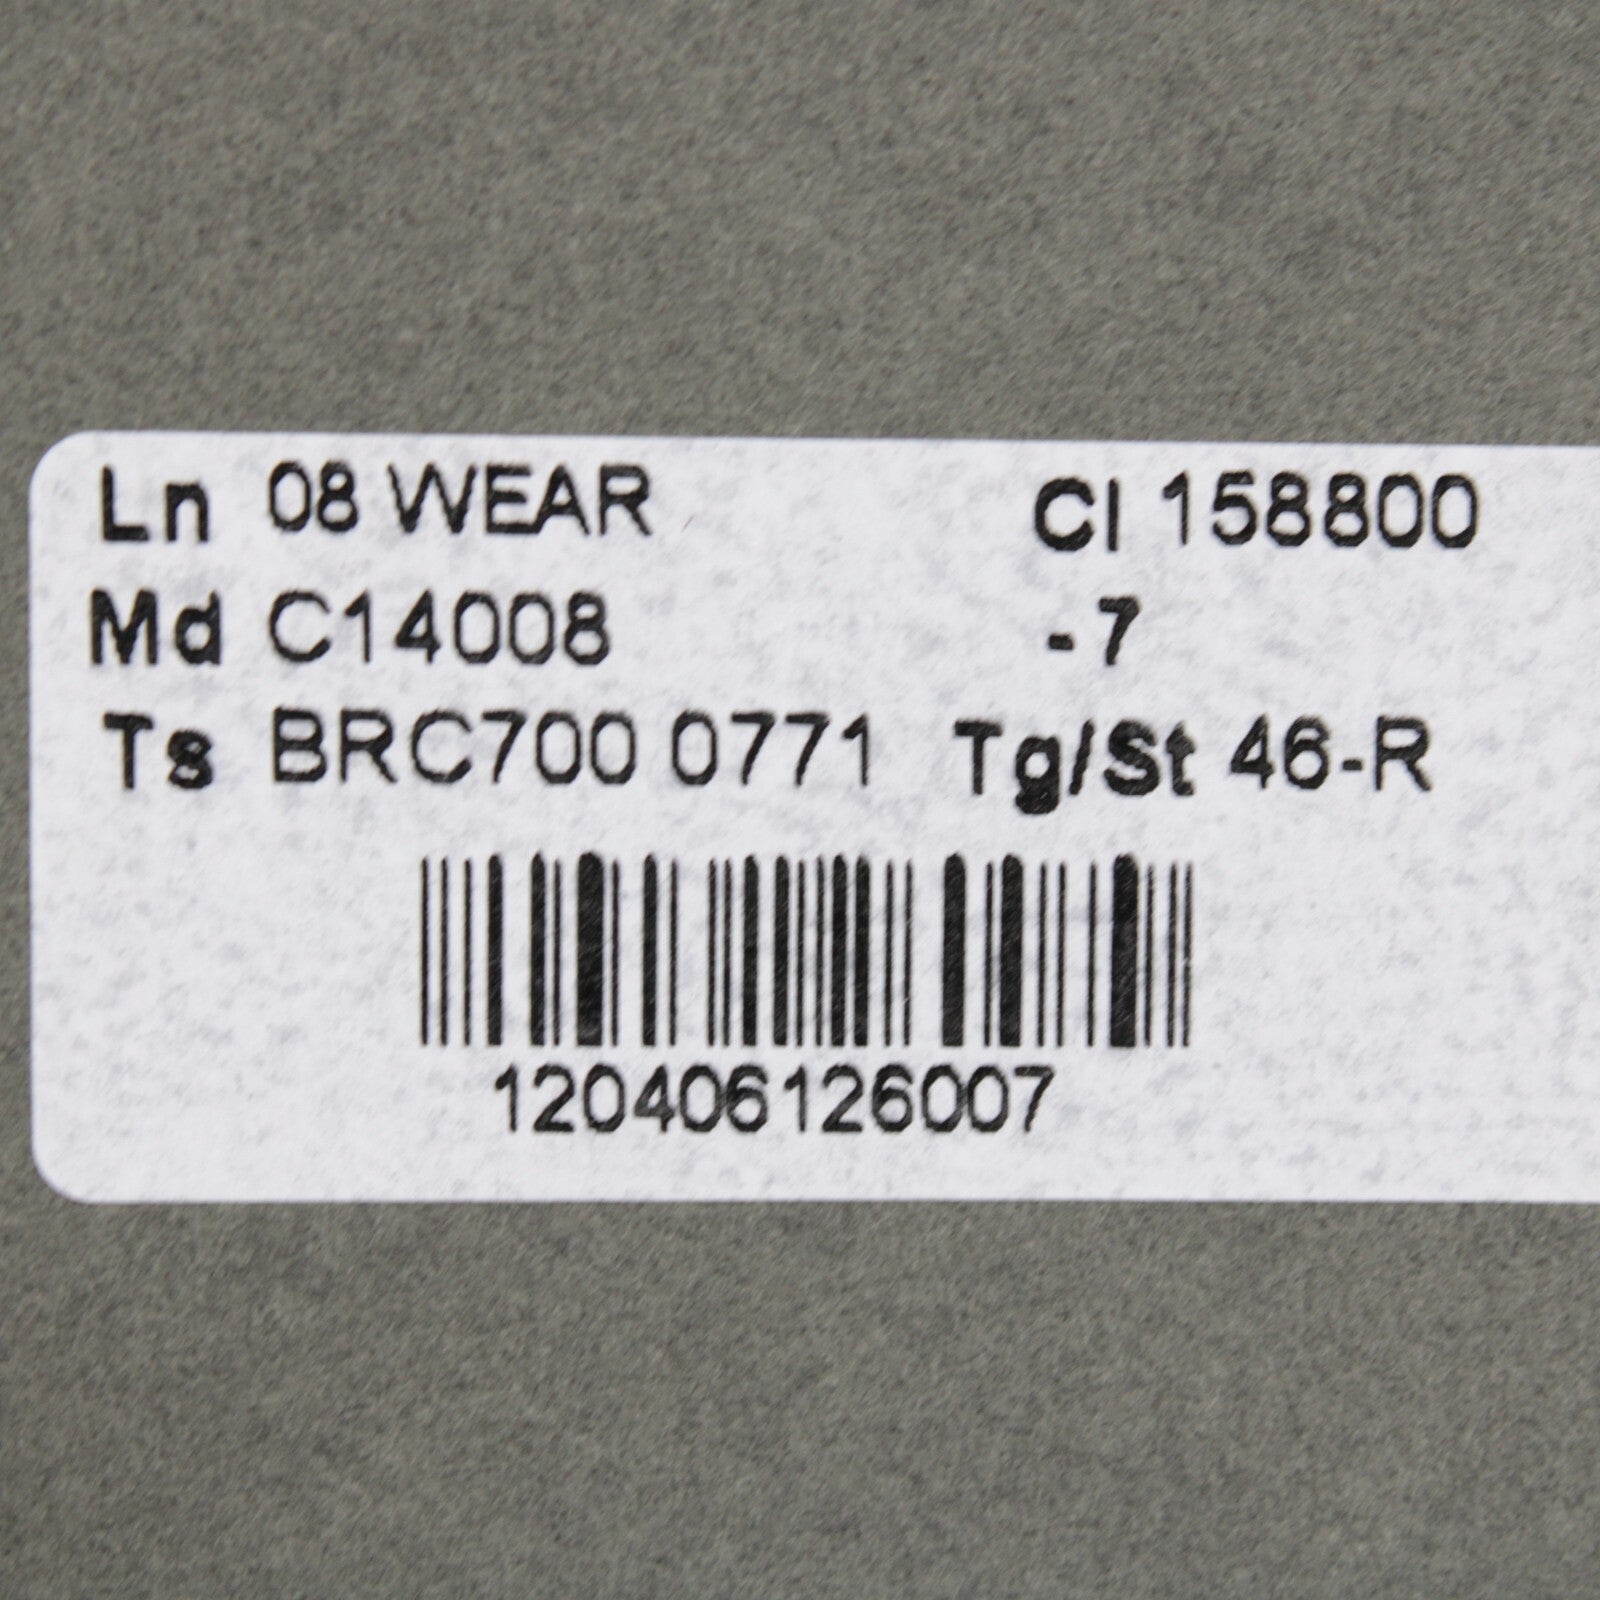 Ln 08 WEAR Cl 158800
Md C14008 -7
Ts BRC700 0771 Tg/St 46-R
120406126007